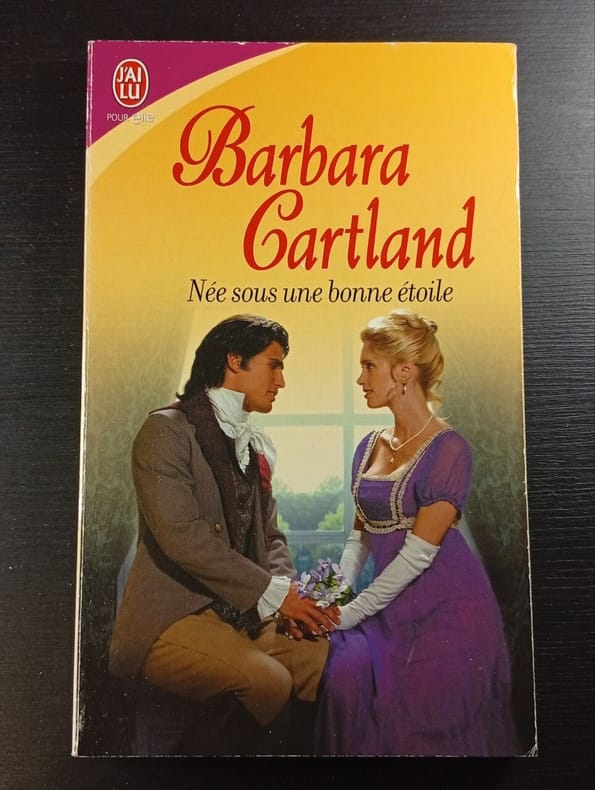 J'AI
LU
POUR elle
Barbara
Cartland
Née sous une bonne étoile